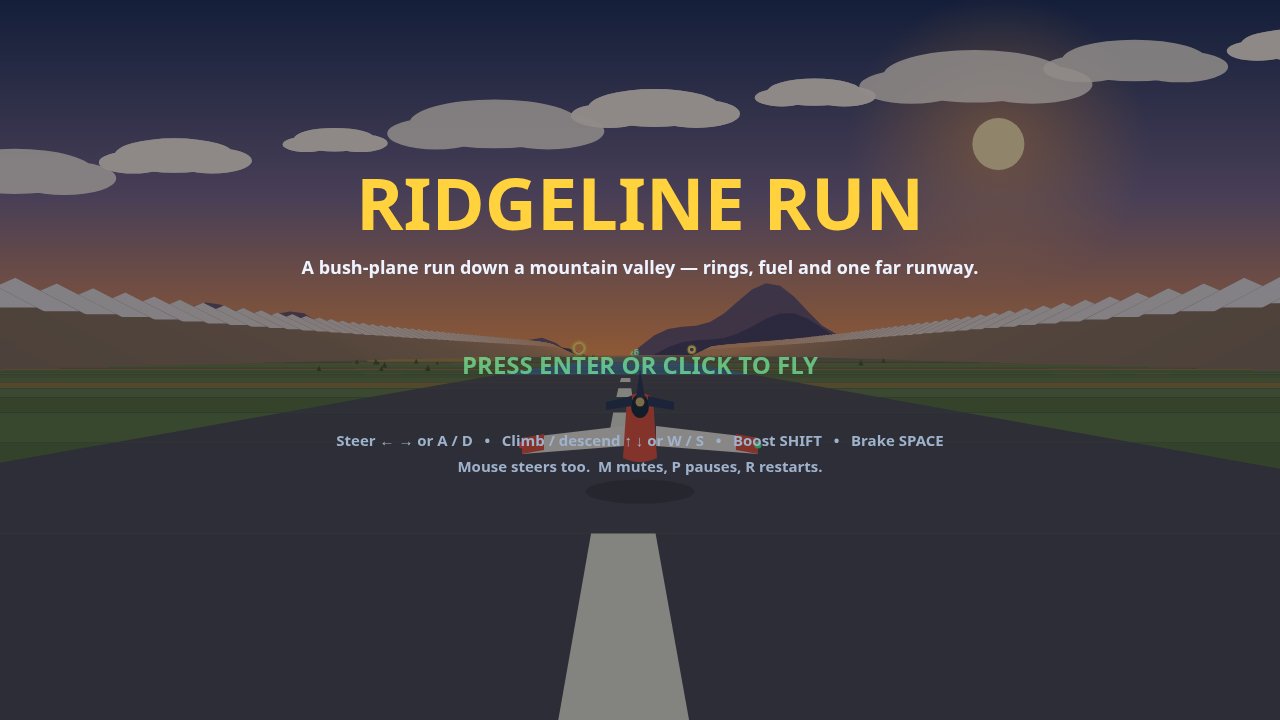 RIDGELINE RUN
A bush-plane run down a mountain valley — rings, fuel and one far runway.
PRESS ENTER OR CLICK TO FLY
Steer ← → or A / D • Climb / descend ↑ ↓ or W / S • Boost SHIFT • Brake SPACE
Mouse steers too. M mutes, P pauses, R restarts.